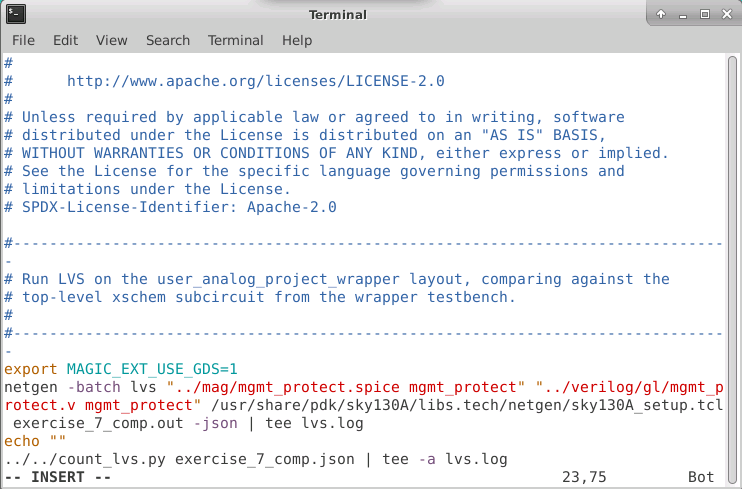 Terminal
File Edit View Search Terminal Help
#
#      http://www.apache.org/licenses/LICENSE-2.0
#
# Unless required by applicable law or agreed to in writing, software
# distributed under the License is distributed on an "AS IS" BASIS,
# WITHOUT WARRANTIES OR CONDITIONS OF ANY KIND, either express or implied.
# See the License for the specific language governing permissions and
# limitations under the License.
# SPDX-License-Identifier: Apache-2.0
#-------------------------------------------------------------------------------
-
# Run LVS on the user_analog_project_wrapper layout, comparing against the
# top-level xschem subcircuit from the wrapper testbench.
#
#-------------------------------------------------------------------------------
-
export MAGIC_EXT_USE_GDS=1
netgen -batch lvs "../mag/mgmt_protect.spice mgmt_protect" "../verilog/gl/mgmt_p
rotect.v mgmt_protect" /usr/share/pdk/sky130A/libs.tech/netgen/sky130A_setup.tcl
 exercise_7_comp.out -json | tee lvs.log
echo ""
../../count_lvs.py exercise_7_comp.json | tee -a lvs.log
-- INSERT -- 23,75 Bot